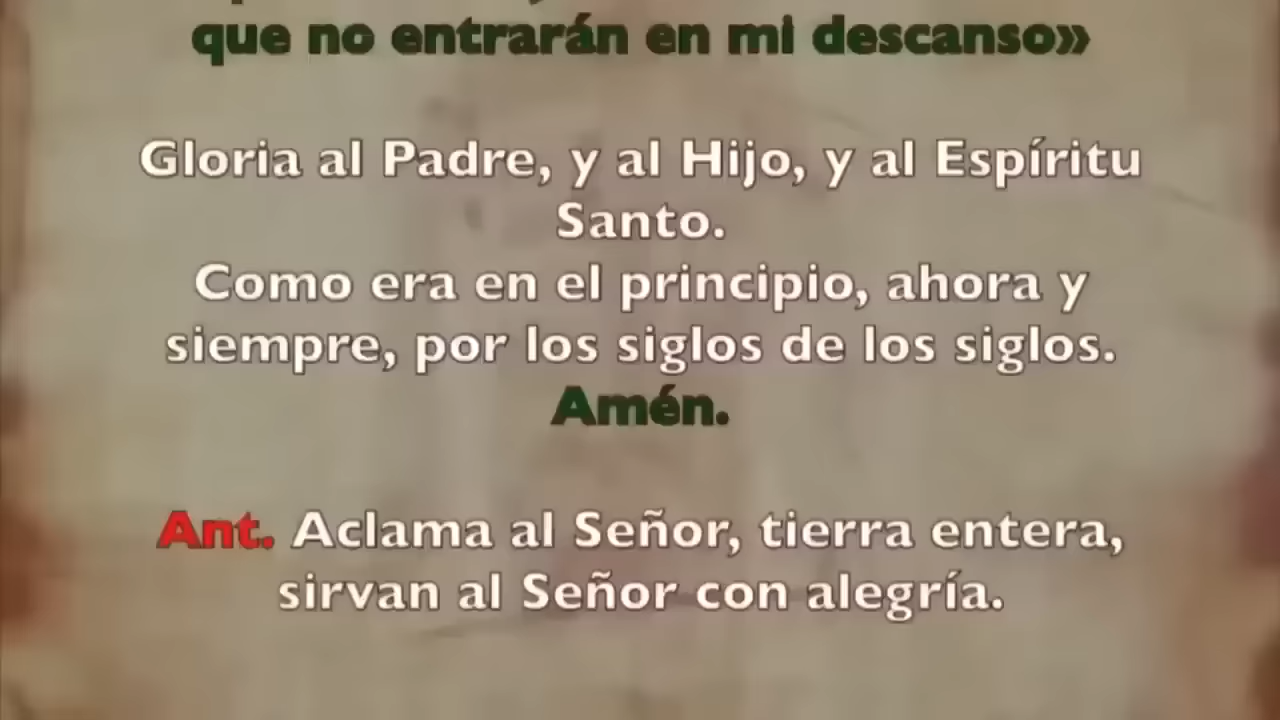 que no entrarán en mi descanso»
Gloria al Padre, y al Hijo, y al Espíritu
Santo.
Como era en el principio, ahora y
siempre, por los siglos de los siglos.
Amén.
Ant. Aclama al Señor, tierra entera,
sirvan al Señor con alegría.